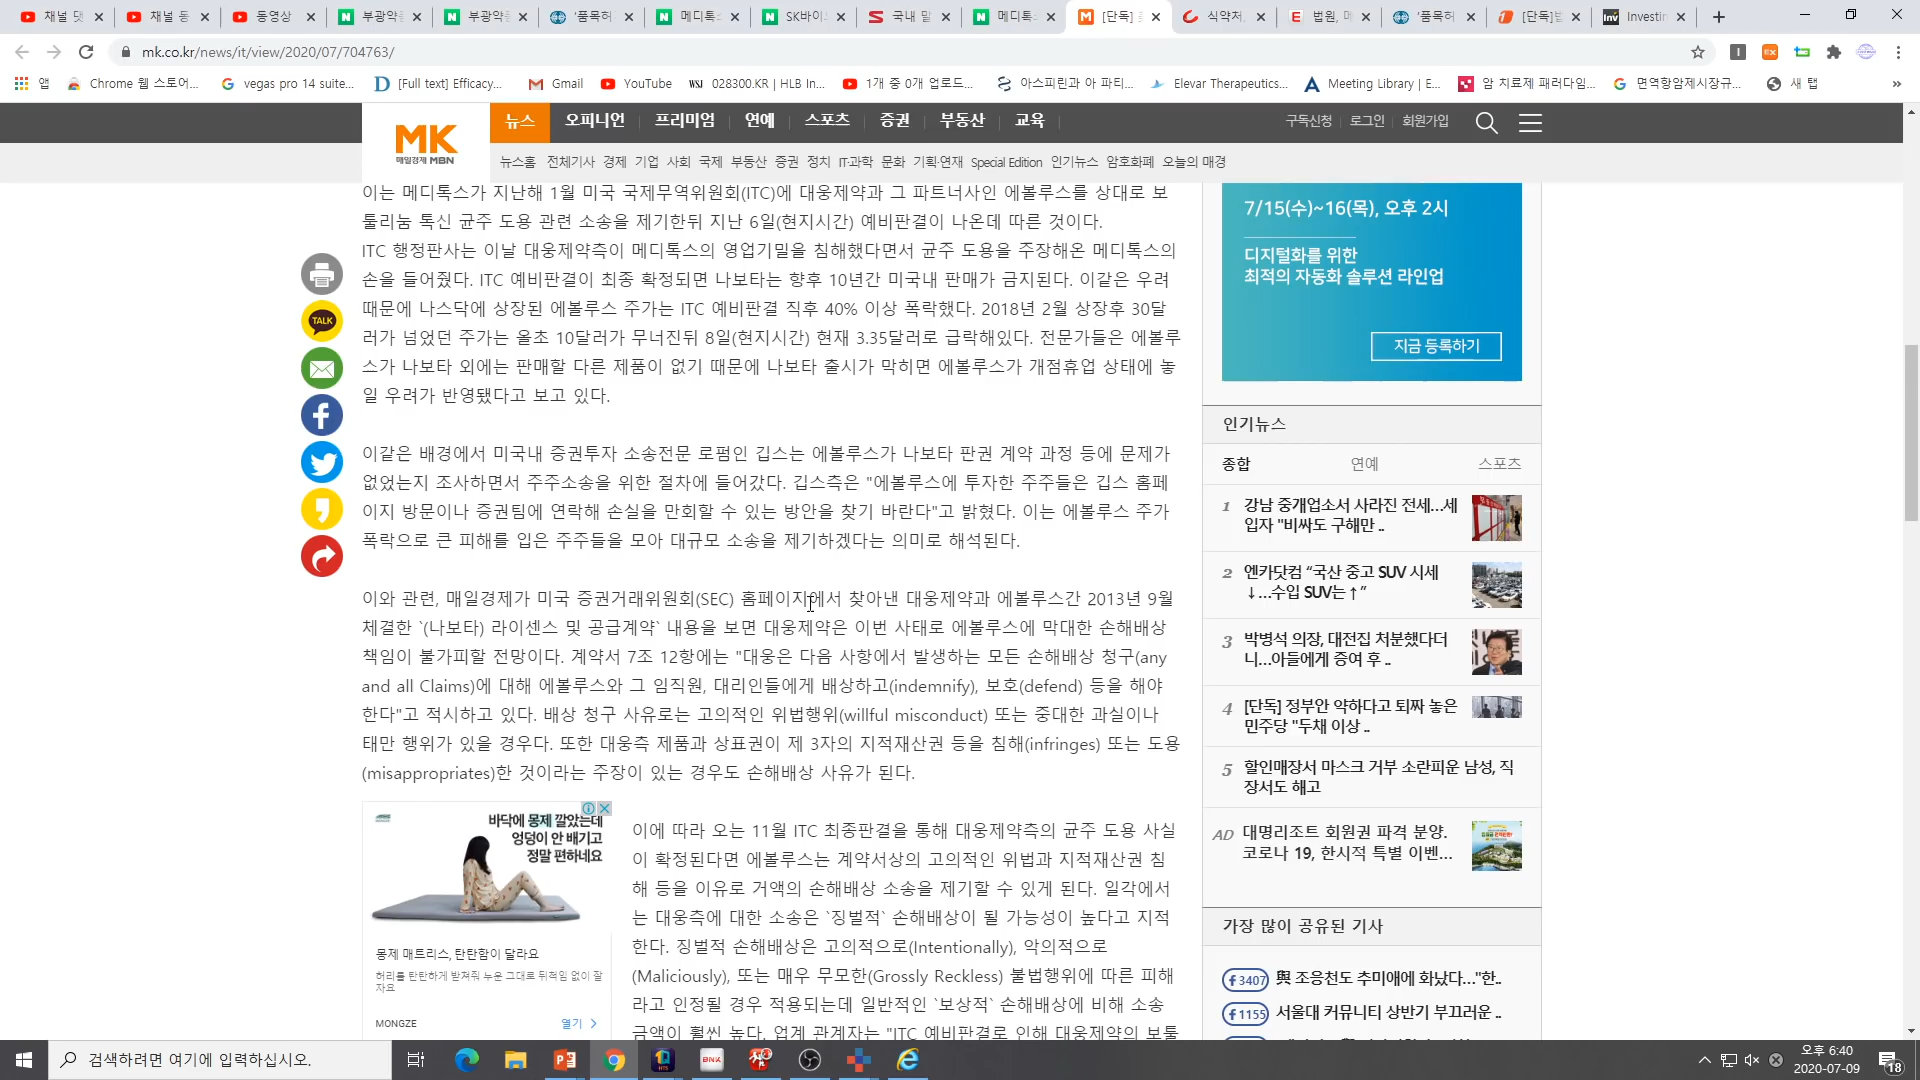 채널 댓
채널 동
동영상
부광약품
부광약품
'품목허
메디톡스
SK바이오
국내 말
메디톡스
[단독]
식약처,
법원, 메
'품목허
[단독]법
Investin
mk.co.kr/news/it/view/2020/07/704763/
앱
Chrome 웹 스토어...
vegas pro 14 suite...
[Full text] Efficacy...
Gmail
YouTube
028300.KR | HLB In...
1개 중 0개 업로드...
아스피린과 아 파티...
Elevar Therapeutics...
Meeting Library | E...
암 치료제 패러다임...
면역항암제시장규...
새 탭
MK
매일경제 MBN
뉴스 오피니언 프리미엄 연예 스포츠 증권 부동산 교육
구독신청 로그인 회원가입
뉴스홈 전체기사 경제 기업 사회 국제 부동산 증권 정치 IT·과학 문화 기획·연재 Special Edition 인기뉴스 암호화폐 오늘의 매경
이는 메디톡스가 지난해 1월 미국 국제무역위원회(ITC)에 대웅제약과 그 파트너사인 에볼루스를 상대로 보
툴리눔 톡신 균주 도용 관련 소송을 제기한뒤 지난 6일(현지시간) 예비판결이 나온데 따른 것이다.
ITC 행정판사는 이날 대웅제약측이 메디톡스의 영업기밀을 침해했다면서 균주 도용을 주장해온 메디톡스의
손을 들어줬다. ITC 예비판결이 최종 확정되면 나보타는 향후 10년간 미국내 판매가 금지된다. 이같은 우려
때문에 나스닥에 상장된 에볼루스 주가는 ITC 예비판결 직후 40% 이상 폭락했다. 2018년 2월 상장후 30달
러가 넘었던 주가는 올초 10달러가 무너진뒤 8일(현지시간) 현재 3.35달러로 급락해있다. 전문가들은 에볼루
스가 나보타 외에는 판매할 다른 제품이 없기 때문에 나보타 출시가 막히면 에볼루스가 개점휴업 상태에 놓
일 우려가 반영됐다고 보고 있다.
이같은 배경에서 미국내 증권투자 소송전문 로펌인 깁스는 에볼루스가 나보타 판권 계약 과정 등에 문제가
없었는지 조사하면서 주주소송을 위한 절차에 들어갔다. 깁스측은 "에볼루스에 투자한 주주들은 깁스 홈페
이지 방문이나 증권팀에 연락해 손실을 만회할 수 있는 방안을 찾기 바란다"고 밝혔다. 이는 에볼루스 주가
폭락으로 큰 피해를 입은 주주들을 모아 대규모 소송을 제기하겠다는 의미로 해석된다.
이와 관련, 매일경제가 미국 증권거래위원회(SEC) 홈페이지에서 찾아낸 대웅제약과 에볼루스간 2013년 9월
체결한 `(나보타) 라이센스 및 공급계약` 내용을 보면 대웅제약은 이번 사태로 에볼루스에 막대한 손해배상
책임이 불가피할 전망이다. 계약서 7조 12항에는 "대웅은 다음 사항에서 발생하는 모든 손해배상 청구(any
and all Claims)에 대해 에볼루스와 그 임직원, 대리인들에게 배상하고(indemnify), 보호(defend) 등을 해야
한다"고 적시하고 있다. 배상 청구 사유로는 고의적인 위법행위(willful misconduct) 또는 중대한 과실이나
태만 행위가 있을 경우다. 또한 대웅측 제품과 상표권이 제 3자의 지적재산권 등을 침해(infringes) 또는 도용
(misappropriates)한 것이라는 주장이 있는 경우도 손해배상 사유가 된다.
이에 따라 오는 11월 ITC 최종판결을 통해 대웅제약측의 균주 도용 사실
이 확정된다면 에볼루스는 계약서상의 고의적인 위법과 지적재산권 침
해 등을 이유로 거액의 손해배상 소송을 제기할 수 있게 된다. 일각에서
는 대웅측에 대한 소송은 `징벌적` 손해배상이 될 가능성이 높다고 지적
한다. 징벌적 손해배상은 고의적으로(Intentionally), 악의적으로
(Maliciously), 또는 매우 무모한(Grossly Reckless) 불법행위에 따른 피해
라고 인정될 경우 적용되는데 일반적인 `보상적` 손해배상에 비해 소송
금액이 훨씬 높다. 업계 관계자는 "ITC 예비판결로 인해 대웅제약의 보툴
TALK
바닥에 몽제 깔았는데
엉덩이 안 배기고
정말 편하네요
몽제 매트리스, 탄탄함이 달라요
허리를 탄탄하게 받쳐줘 누운 그대로 뒤척임 없이 잘
자요
MONGZE
열기
7/15(수)~16(목), 오후 2시
디지털화를 위한
최적의 자동화 솔루션 라인업
지금 등록하기
인기뉴스
종합 연예 스포츠
1 강남 중개업소서 사라진 전세...세
입자 "비싸도 구해만 ..
2 엔카닷컴 “국산 중고 SUV 시세
↓...수입 SUV는↑”
3 박병석 의장, 대전집 처분했다더
니...아들에게 증여 후 ..
4 [단독] 정부안 약하다고 퇴짜 놓은
민주당 "두채 이상 ..
5 할인매장서 마스크 거부 소란피운 남성, 직
장서도 해고
AD 대명리조트 회원권 파격 분양.
코로나 19, 한시적 특별 이벤...
가장 많이 공유된 기사
3407 與 조응천도 추미애에 화났다..."한..
1155 서울대 커뮤니티 상반기 부끄러운 ..
검색하려면 여기에 입력하십시오.
BNK
오후 6:40
2020-07-09
18